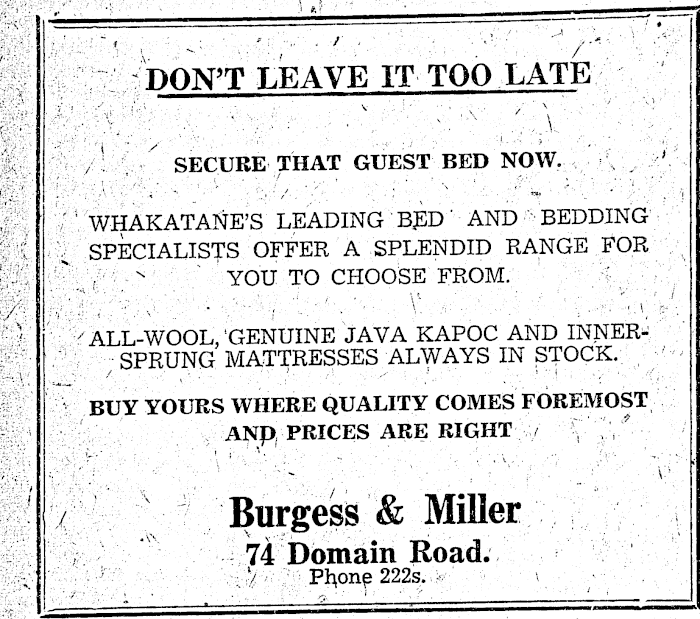 DON'T LEAVE IT TOO LATE
SECURE THAT GUEST BED NOW.
WHAKATANE'S LEADING BED AND BEDDING
SPECIALISTS OFFER A SPLENDID RANGE FOR
YOU TO CHOOSE FROM.
ALL-WOOL, GENUINE JAVA KAPOC AND INNER-
SPRUNG MATTRESSES ALWAYS IN STOCK.
BUY YOURS WHERE QUALITY COMES FOREMOST
AND PRICES ARE RIGHT
Burgess & Miller
74 Domain Road.
Phone 222s.